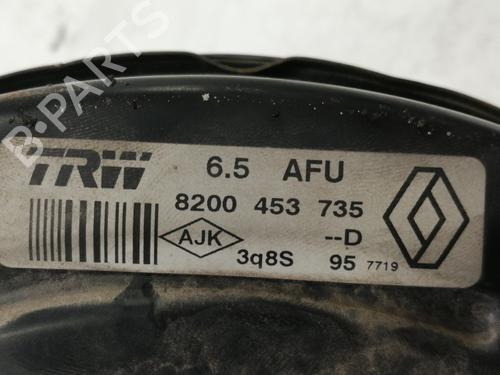 B-PARTS
TRW 6.5 AFU
8200 453 735
AJK --D
3q8S 95 7719